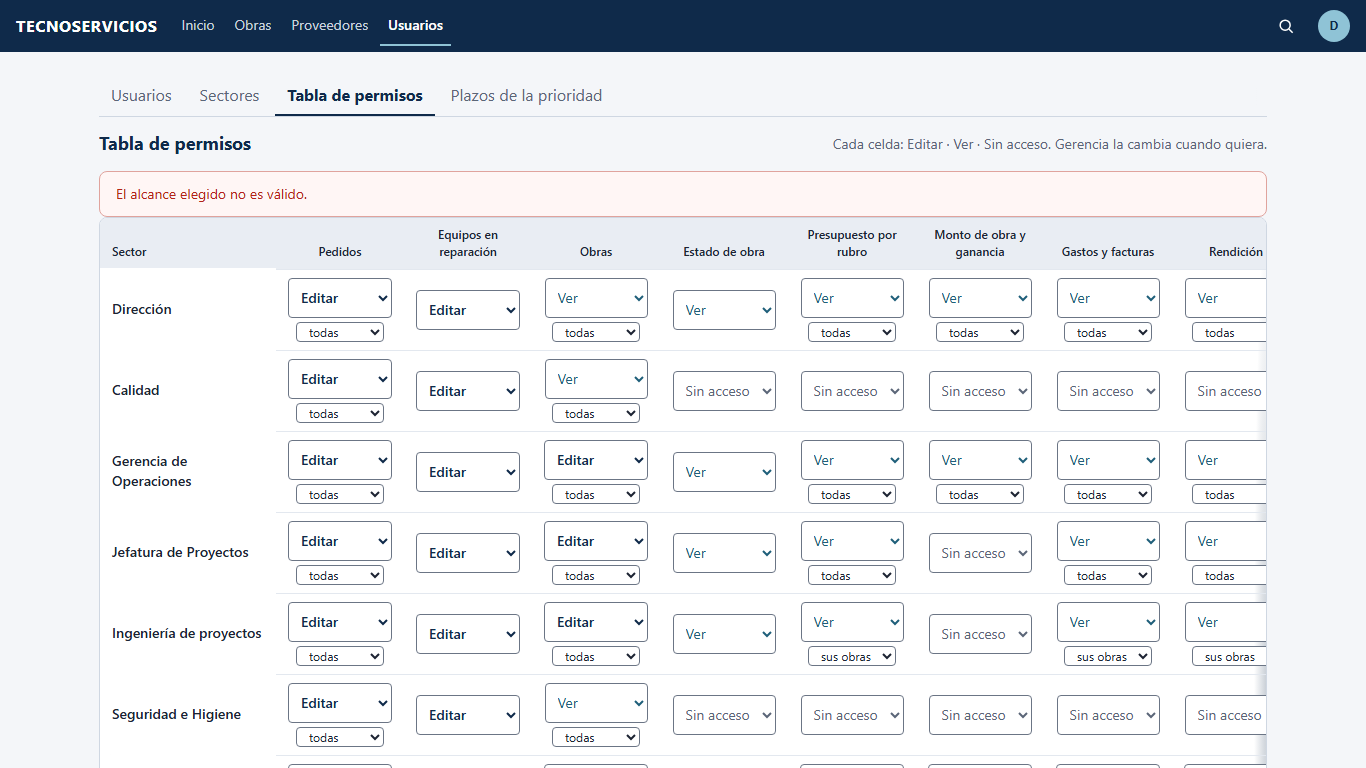 TECNOSERVICIOS Inicio Obras Proveedores Usuarios D
Usuarios Sectores Tabla de permisos Plazos de la prioridad
Tabla de permisos
Cada celda: Editar · Ver · Sin acceso. Gerencia la cambia cuando quiera.
El alcance elegido no es válido.
Sector Pedidos Equipos en reparación Obras Estado de obra Presupuesto por rubro Monto de obra y ganancia Gastos y facturas Rendición
Dirección Editar Editar Ver Ver Ver Ver Ver Ver
todas todas todas todas todas todas
Calidad Editar Editar Ver Sin acceso Sin acceso Sin acceso Sin acceso Sin acceso
todas todas
Gerencia de Operaciones Editar Editar Editar Ver Ver Ver Ver Ver
todas todas todas todas todas todas
Jefatura de Proyectos Editar Editar Editar Ver Ver Sin acceso Ver Ver
todas todas todas todas todas
Ingeniería de proyectos Editar Editar Editar Ver Ver Sin acceso Ver Ver
todas todas sus obras sus obras sus obras
Seguridad e Higiene Editar Editar Ver Sin acceso Sin acceso Sin acceso Sin acceso Sin acceso
todas todas